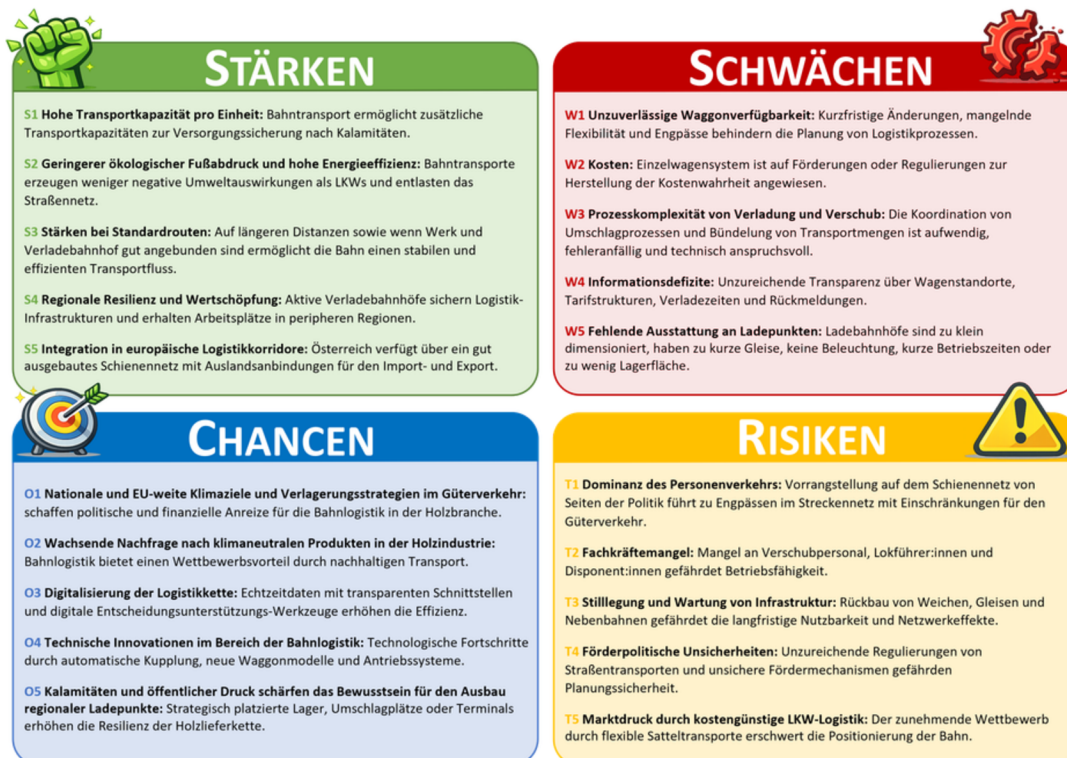 STÄRKEN
S1 Hohe Transportkapazität pro Einheit: Bahntransport ermöglicht zusätzliche
Transportkapazitäten zur Versorgungssicherung nach Kalamitäten.
S2 Geringerer ökologischer Fußabdruck und hohe Energieeffizienz: Bahntransporte
erzeugen weniger negative Umweltauswirkungen als LKWs und entlasten das
Straßennetz.
S3 Stärken bei Standardrouten: Auf längeren Distanzen sowie wenn Werk und
Verladebahnhof gut angebunden sind ermöglicht die Bahn einen stabilen und
effizienten Transportfluss.
S4 Regionale Resilienz und Wertschöpfung: Aktive Verladebahnhöfe sichern Logistik-
Infrastrukturen und erhalten Arbeitsplätze in peripheren Regionen.
S5 Integration in europäische Logistikkorridore: Österreich verfügt über ein gut
ausgebautes Schienennetz mit Auslandsanbindungen für den Import- und Export.
SCHWÄCHEN
W1 Unzuverlässige Waggonverfügbarkeit: Kurzfristige Änderungen, mangelnde
Flexibilität und Engpässe behindern die Planung von Logistikprozessen.
W2 Kosten: Einzelwagensystem ist auf Förderungen oder Regulierungen zur
Herstellung der Kostenwahrheit angewiesen.
W3 Prozesskomplexität von Verladung und Verschub: Die Koordination von
Umschlagprozessen und Bündelung von Transportmengen ist aufwendig,
fehleranfällig und technisch anspruchsvoll.
W4 Informationsdefizite: Unzureichende Transparenz über Wagenstandorte,
Tarifstrukturen, Verladezeiten und Rückmeldungen.
W5 Fehlende Ausstattung an Ladepunkten: Ladebahnhöfe sind zu klein
dimensioniert, haben zu kurze Gleise, keine Beleuchtung, kurze Betriebszeiten oder
zu wenig Lagerfläche.
CHANCEN
O1 Nationale und EU-weite Klimaziele und Verlagerungsstrategien im Güterverkehr:
schaffen politische und finanzielle Anreize für die Bahnlogistik in der Holzbranche.
O2 Wachsende Nachfrage nach klimaneutralen Produkten in der Holzindustrie:
Bahnlogistik bietet einen Wettbewerbsvorteil durch nachhaltigen Transport.
O3 Digitalisierung der Logistikkette: Echtzeitdaten mit transparenten Schnittstellen
und digitale Entscheidungsunterstützungs-Werkzeuge erhöhen die Effizienz.
O4 Technische Innovationen im Bereich der Bahnlogistik: Technologische Fortschritte
durch automatische Kupplung, neue Waggonmodelle und Antriebssysteme.
O5 Kalamitäten und öffentlicher Druck schärfen das Bewusstsein für den Ausbau
regionaler Ladepunkte: Strategisch platzierte Lager, Umschlagplätze oder Terminals
erhöhen die Resilienz der Holzlieferkette.
RISIKEN
T1 Dominanz des Personenverkehrs: Vorrangstellung auf dem Schienennetz von
Seiten der Politik führt zu Engpässen im Streckennetz mit Einschränkungen für den
Güterverkehr.
T2 Fachkräftemangel: Mangel an Verschubpersonal, Lokführer:innen und
Disponent:innen gefährdet Betriebsfähigkeit.
T3 Stilllegung und Wartung von Infrastruktur: Rückbau von Weichen, Gleisen und
Nebenbahnen gefährdet die langfristige Nutzbarkeit und Netzwerkeffekte.
T4 Förderpolitische Unsicherheiten: Unzureichende Regulierungen von
Straßentransporten und unsichere Fördermechanismen gefährden
Planungssicherheit.
T5 Marktdruck durch kostengünstige LKW-Logistik: Der zunehmende Wettbewerb
durch flexible Satteltransporte erschwert die Positionierung der Bahn.